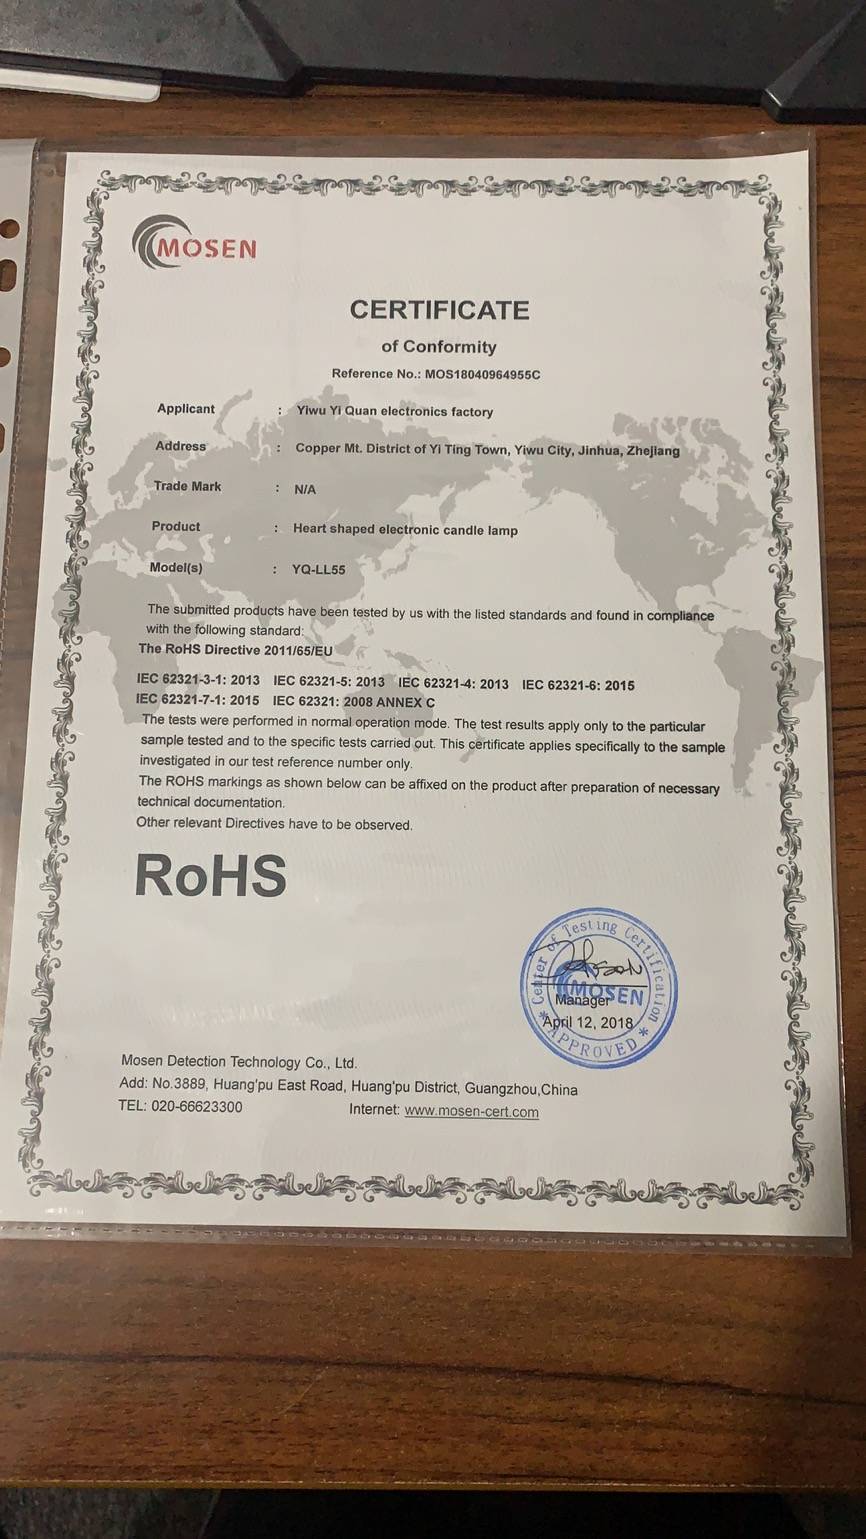 MOSEN
CERTIFICATE
of Conformity
Reference No.: MOS18040964955C
Applicant : Yiwu Yi Quan electronics factory
Address : Copper Mt. District of Yi Ting Town, Yiwu City, Jinhua, Zhejiang
Trade Mark : N/A
Product : Heart shaped electronic candle lamp
Model(s) : YQ-LL55
The submitted products have been tested by us with the listed standards and found in compliance
with the following standard:
The RoHS Directive 2011/65/EU
IEC 62321-3-1: 2013 IEC 62321-5: 2013 IEC 62321-4: 2013 IEC 62321-6: 2015
IEC 62321-7-1: 2015 IEC 62321: 2008 ANNEX C
The tests were performed in normal operation mode. The test results apply only to the particular
sample tested and to the specific tests carried out. This certificate applies specifically to the sample
investigated in our test reference number only.
The ROHS markings as shown below can be affixed on the product after preparation of necessary
technical documentation.
Other relevant Directives have to be observed.
RoHS
Center of Testing Certification
MOSEN
Manager
April 12, 2018
* APPROVED *
Mosen Detection Technology Co., Ltd.
Add: No.3889, Huang'pu East Road, Huang'pu District, Guangzhou,China
TEL: 020-66623300 Internet: www.mosen-cert.com